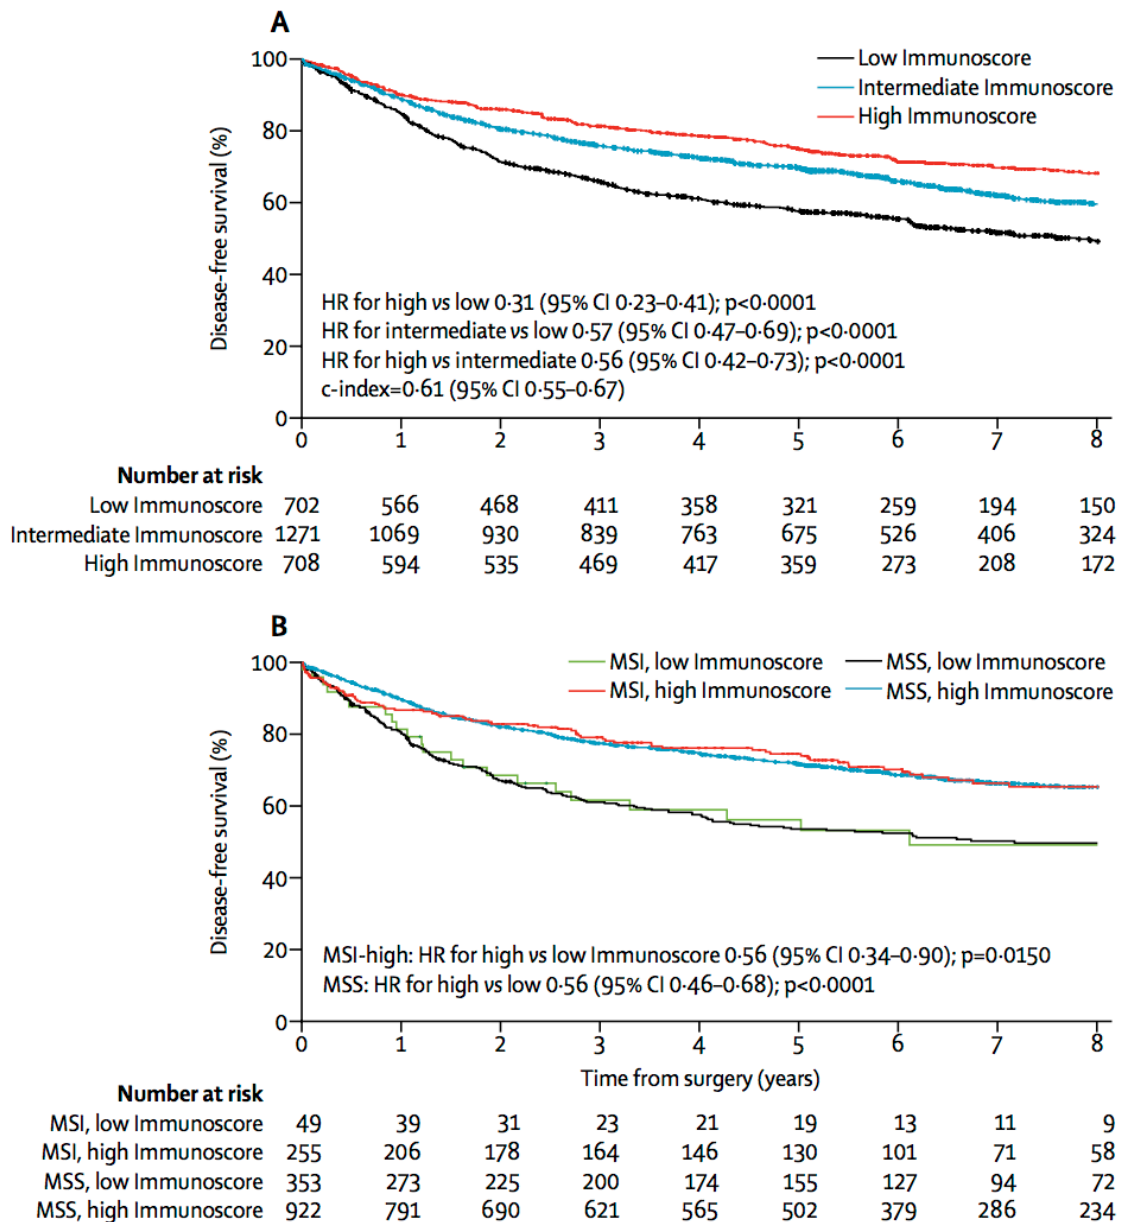 A
100
80
60
40
20
0
Disease-free survival (%)
Low Immunoscore
Intermediate Immunoscore
High Immunoscore
HR for high vs low 0·31 (95% CI 0·23–0·41); p<0·0001
HR for intermediate vs low 0·57 (95% CI 0·47–0·69); p<0·0001
HR for high vs intermediate 0·56 (95% CI 0·42–0·73); p<0·0001
c-index=0·61 (95% CI 0·55–0·67)
0 1 2 3 4 5 6 7 8
Number at risk
Low Immunoscore 702 566 468 411 358 321 259 194 150
Intermediate Immunoscore 1271 1069 930 839 763 675 526 406 324
High Immunoscore 708 594 535 469 417 359 273 208 172
B
100
80
60
40
20
0
Disease-free survival (%)
MSI, low Immunoscore MSS, low Immunoscore
MSI, high Immunoscore MSS, high Immunoscore
MSI-high: HR for high vs low Immunoscore 0·56 (95% CI 0·34–0·90); p=0·0150
MSS: HR for high vs low 0·56 (95% CI 0·46–0·68); p<0·0001
0 1 2 3 4 5 6 7 8
Time from surgery (years)
Number at risk
MSI, low Immunoscore 49 39 31 23 21 19 13 11 9
MSI, high Immunoscore 255 206 178 164 146 130 101 71 58
MSS, low Immunoscore 353 273 225 200 174 155 127 94 72
MSS, high Immunoscore 922 791 690 621 565 502 379 286 234